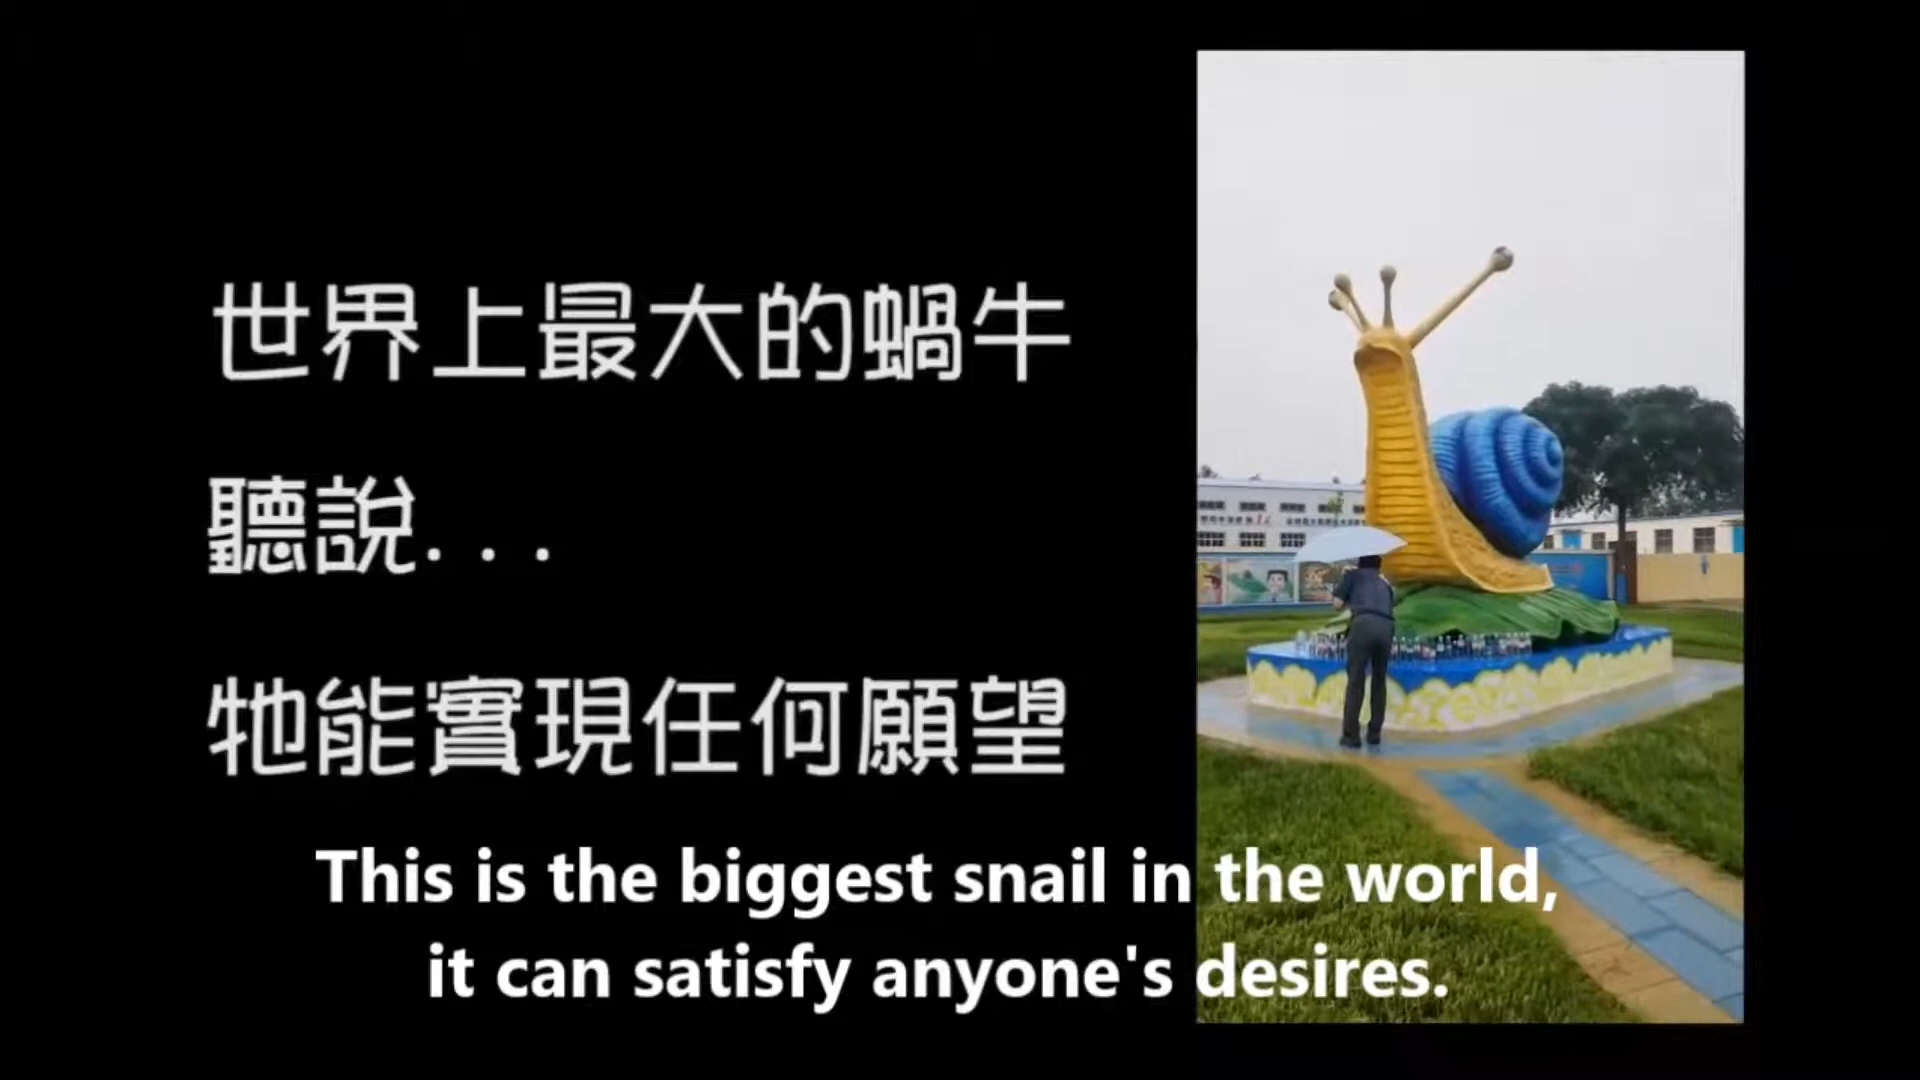 世界上最大的蝸牛
聽說...
牠能實現任何願望
This is the biggest snail in the world,
it can satisfy anyone's desires.